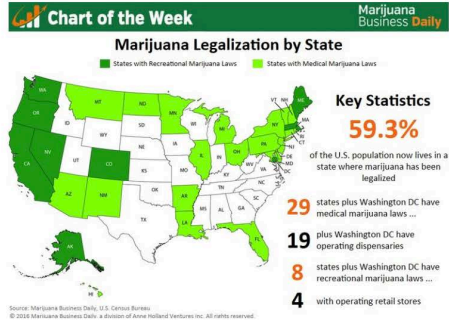 Chart of the Week
Marijuana
Business Daily
Marijuana Legalization by State
States with Recreational Marijuana Laws
States with Medical Marijuana Laws
WA
OR
CA
NV
ID
MT
WY
UT
AZ
NM
CO
ND
SD
NE
KS
OK
TX
MN
IA
MO
AR
LA
WI
IL
MS
MI
IN
OH
KY
TN
AL
GA
FL
SC
NC
VA
WV
PA
NY
VT
NH
ME
MA
RI
CT
NJ
DE
MD
DC
AK
HI
Key Statistics
59.3%
of the U.S. population now lives in a
state where marijuana has been
legalized
29 states plus Washington DC have
medical marijuana laws ...
19 plus Washington DC have
operating dispensaries
8 states plus Washington DC have
recreational marijuana laws ...
4 with operating retail stores
Source: Marijuana Business Daily, U.S. Census Bureau
© 2016 Marijuana Business Daily, a division of Anne Holland Ventures Inc. All rights reserved.